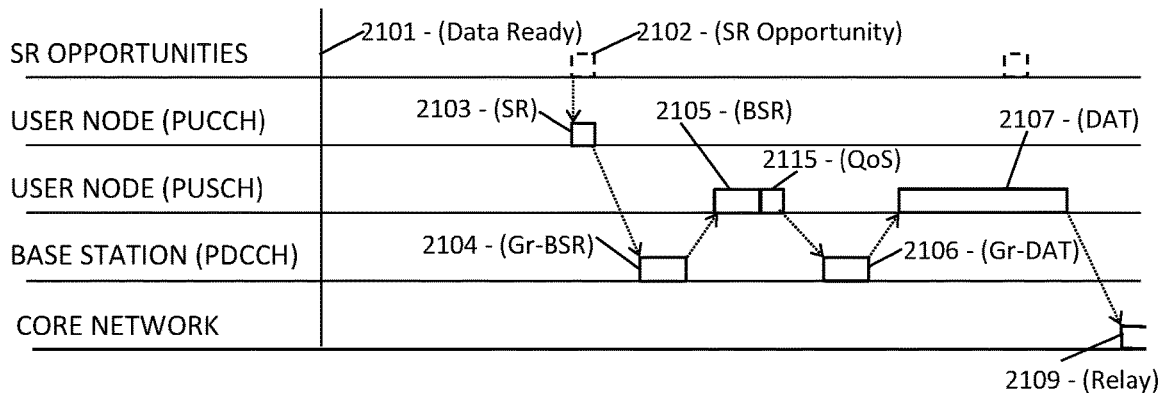 2101 - (Data Ready)
2102 - (SR Opportunity)
SR OPPORTUNITIES
2103 - (SR)
2105 - (BSR)
2107 - (DAT)
USER NODE (PUCCH)
2115 - (QoS)
USER NODE (PUSCH)
2104 - (Gr-BSR)
2106 - (Gr-DAT)
BASE STATION (PDCCH)
CORE NETWORK
2109 - (Relay)